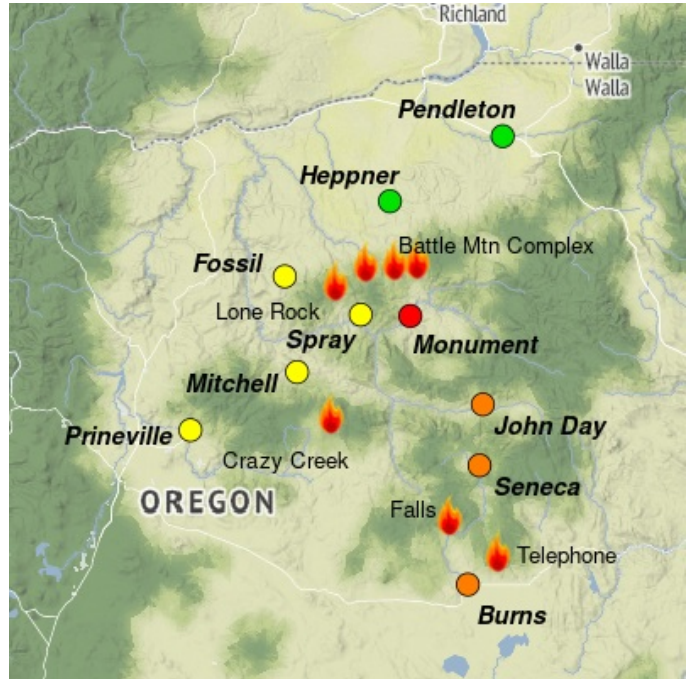 Richland
Walla
Walla
Pendleton
Heppner
Battle Mtn Complex
Fossil
Lone Rock
Spray
Monument
Mitchell
John Day
Prineville
Crazy Creek
Seneca
OREGON
Falls
Telephone
Burns